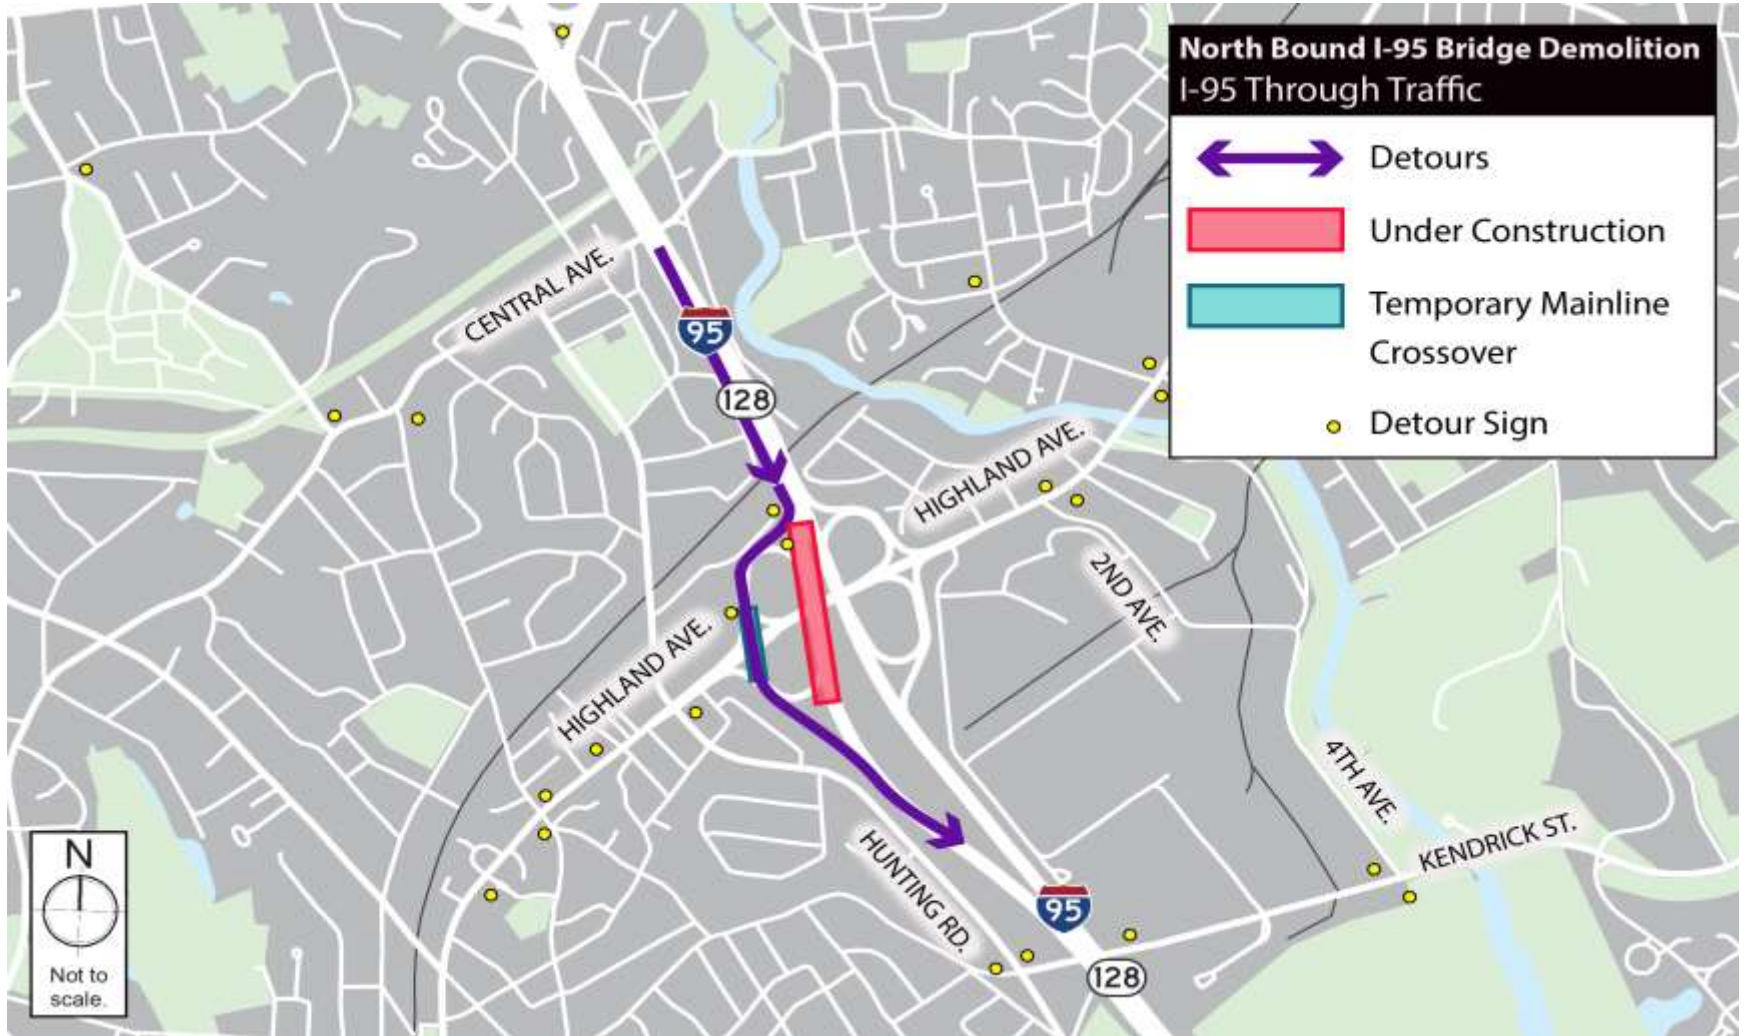 North Bound I-95 Bridge Demolition
I-95 Through Traffic
Detours
Under Construction
Temporary Mainline
Crossover
Detour Sign
CENTRAL AVE.
95
128
HIGHLAND AVE.
2ND AVE.
HIGHLAND AVE.
4TH AVE.
KENDRICK ST.
HUNTING RD.
95
128
N
Not to
scale.